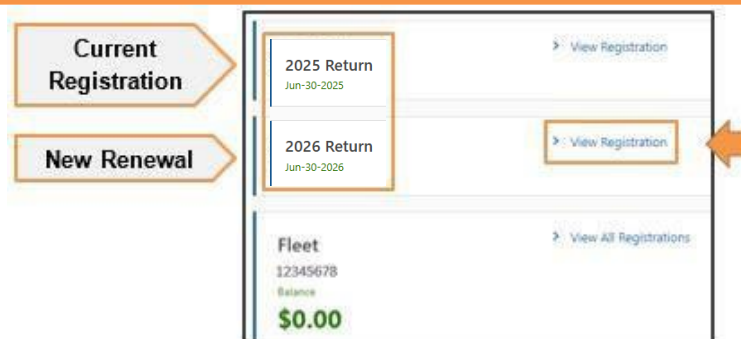 Current
Registration
2025 Return
Jun-30-2025
> View Registration
New Renewal
2026 Return
Jun-30-2026
> View Registration
Fleet
12345678
Balance
$0.00
> View All Registrations